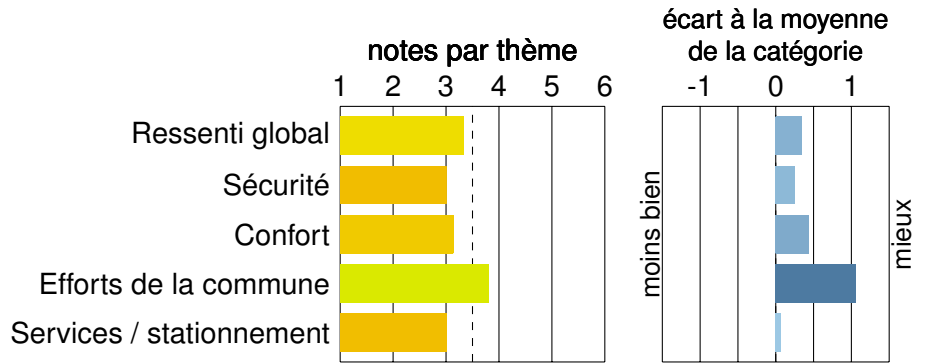 notes par thème
1 2 3 4 5 6
écart à la moyenne
de la catégorie
-1 0 1
Ressenti global
Sécurité
Confort
Efforts de la commune
Services / stationnement
moins bien
mieux